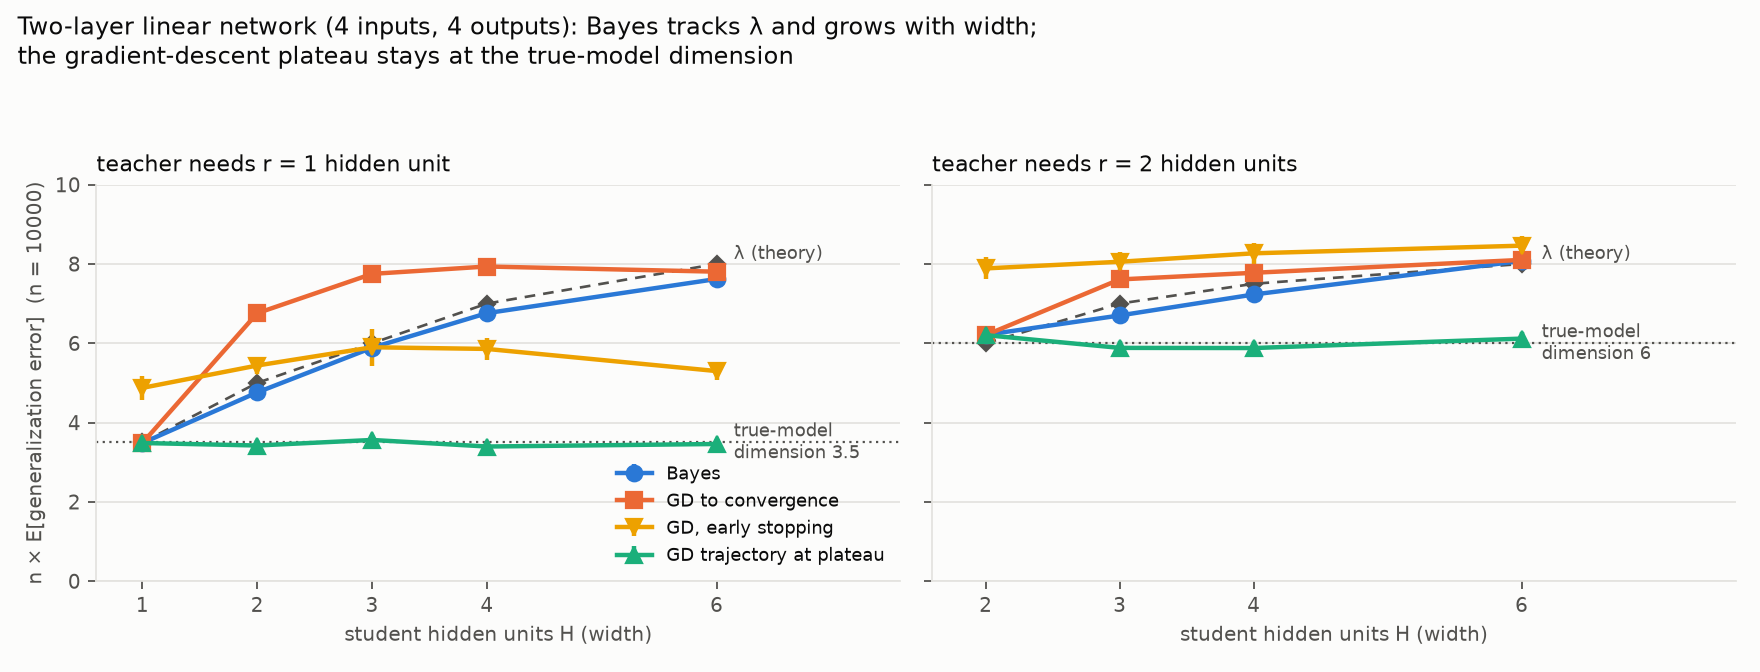 Two-layer linear network (4 inputs, 4 outputs): Bayes tracks λ and grows with width;
the gradient-descent plateau stays at the true-model dimension
teacher needs r = 1 hidden unit
n × E[generalization error]  (n = 10000)
10
8
6
4
2
0
λ (theory)
true-model
dimension 3.5
Bayes
GD to convergence
GD, early stopping
GD trajectory at plateau
1
2
3
4
6
student hidden units H (width)
teacher needs r = 2 hidden units
λ (theory)
true-model
dimension 6
2
3
4
6
student hidden units H (width)